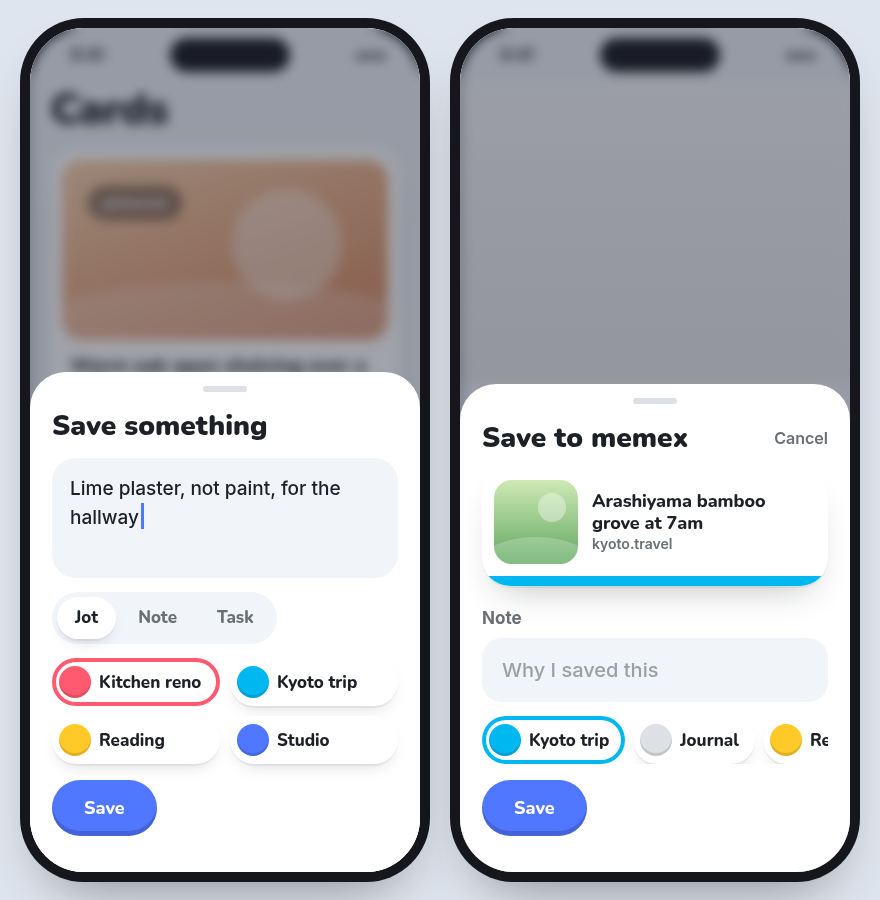 Cards
Save something
Lime plaster, not paint, for the
hallway
Jot Note Task
Kitchen reno Kyoto trip
Reading Studio
Save
Save to memex Cancel
Arashiyama bamboo
grove at 7am
kyoto.travel
Note
Why I saved this
Kyoto trip Journal Re
Save